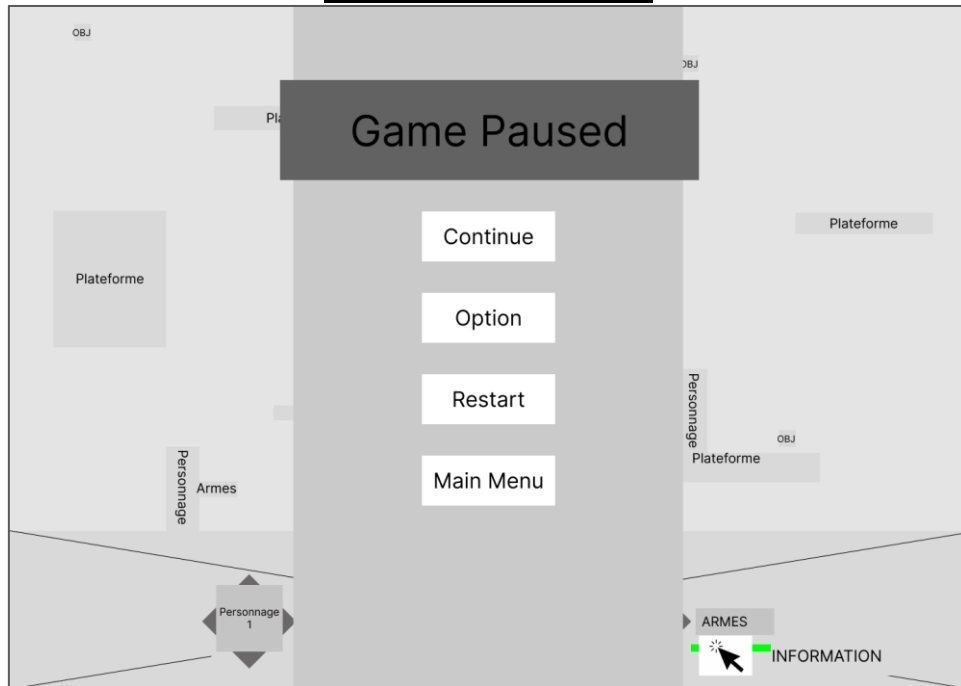 OBJ
OBJ
Game Paused
Continue
Plateforme
Plateforme
Option
Restart
Personnage
OBJ
Plateforme
Personnage
Armes
Main Menu
Personnage
1
ARMES
INFORMATION